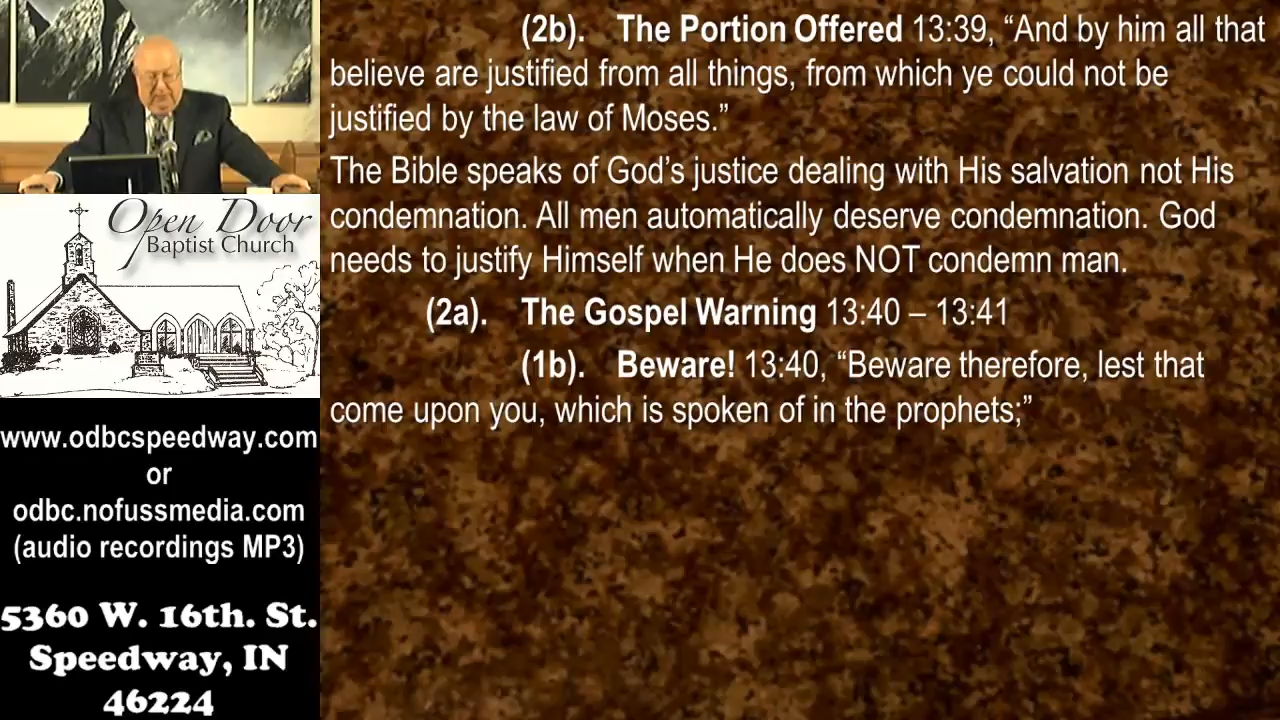 (2b). The Portion Offered 13:39, “And by him all that
believe are justified from all things, from which ye could not be
justified by the law of Moses.”
The Bible speaks of God’s justice dealing with His salvation not His
condemnation. All men automatically deserve condemnation. God
needs to justify Himself when He does NOT condemn man.
(2a). The Gospel Warning 13:40 – 13:41
(1b). Beware! 13:40, “Beware therefore, lest that
come upon you, which is spoken of in the prophets;”
Open Door
Baptist Church
www.odbcspeedway.com
or
odbc.nofussmedia.com
(audio recordings MP3)
5360 W. 16th. St.
Speedway, IN
46224